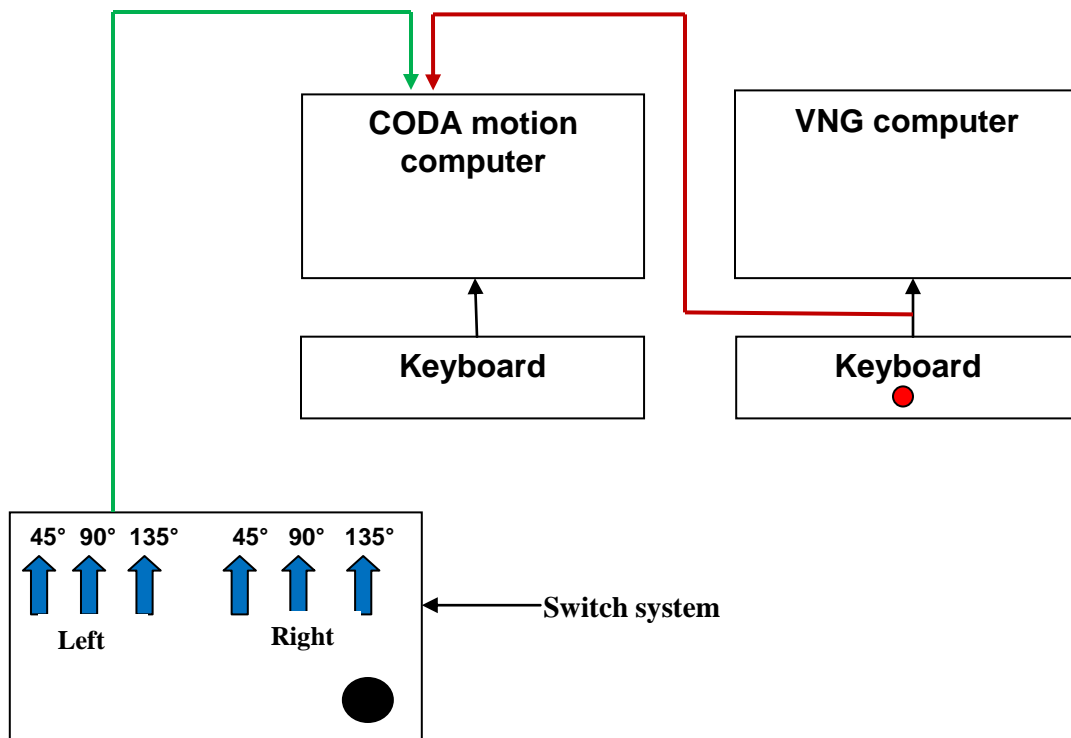 CODA motion
computer
VNG computer
Keyboard
Keyboard
45° 90° 135° 45° 90° 135°
Left
Right
Switch system